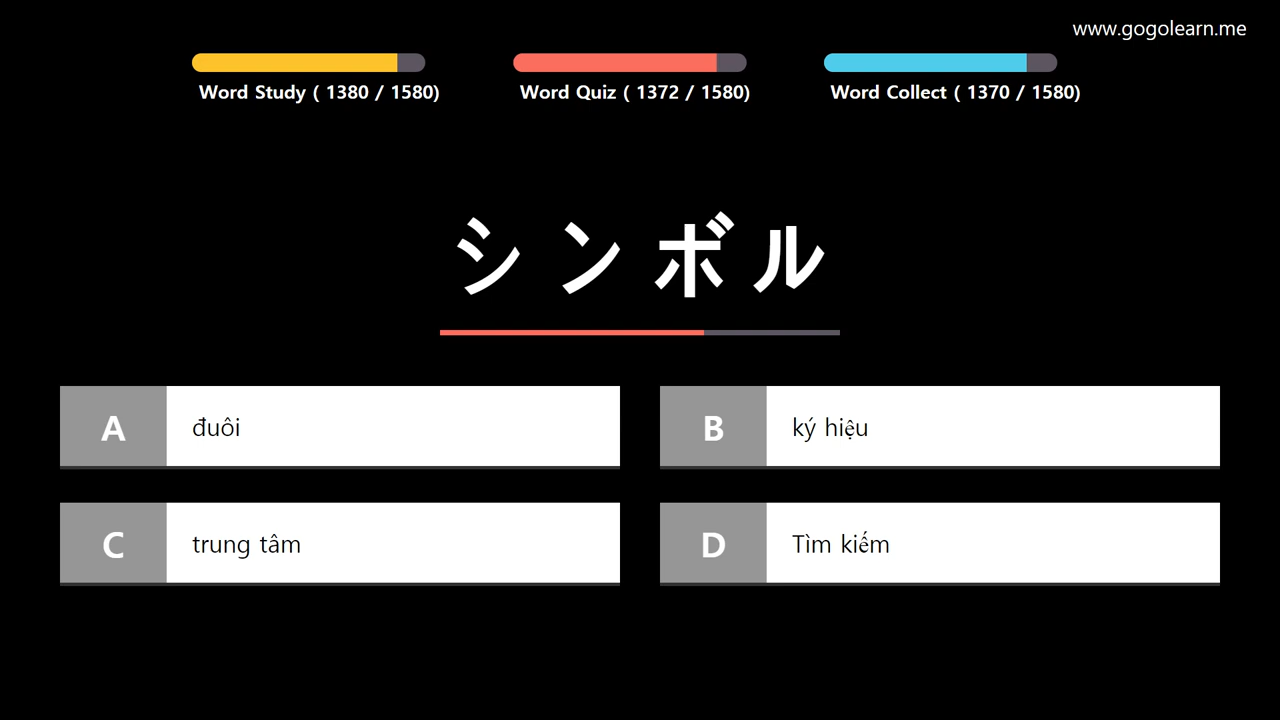 www.gogolearn.me
Word Study ( 1380 / 1580)
Word Quiz ( 1372 / 1580)
Word Collect ( 1370 / 1580)
シンボル
A đuôi
B ký hiệu
C trung tâm
D Tìm kiếm